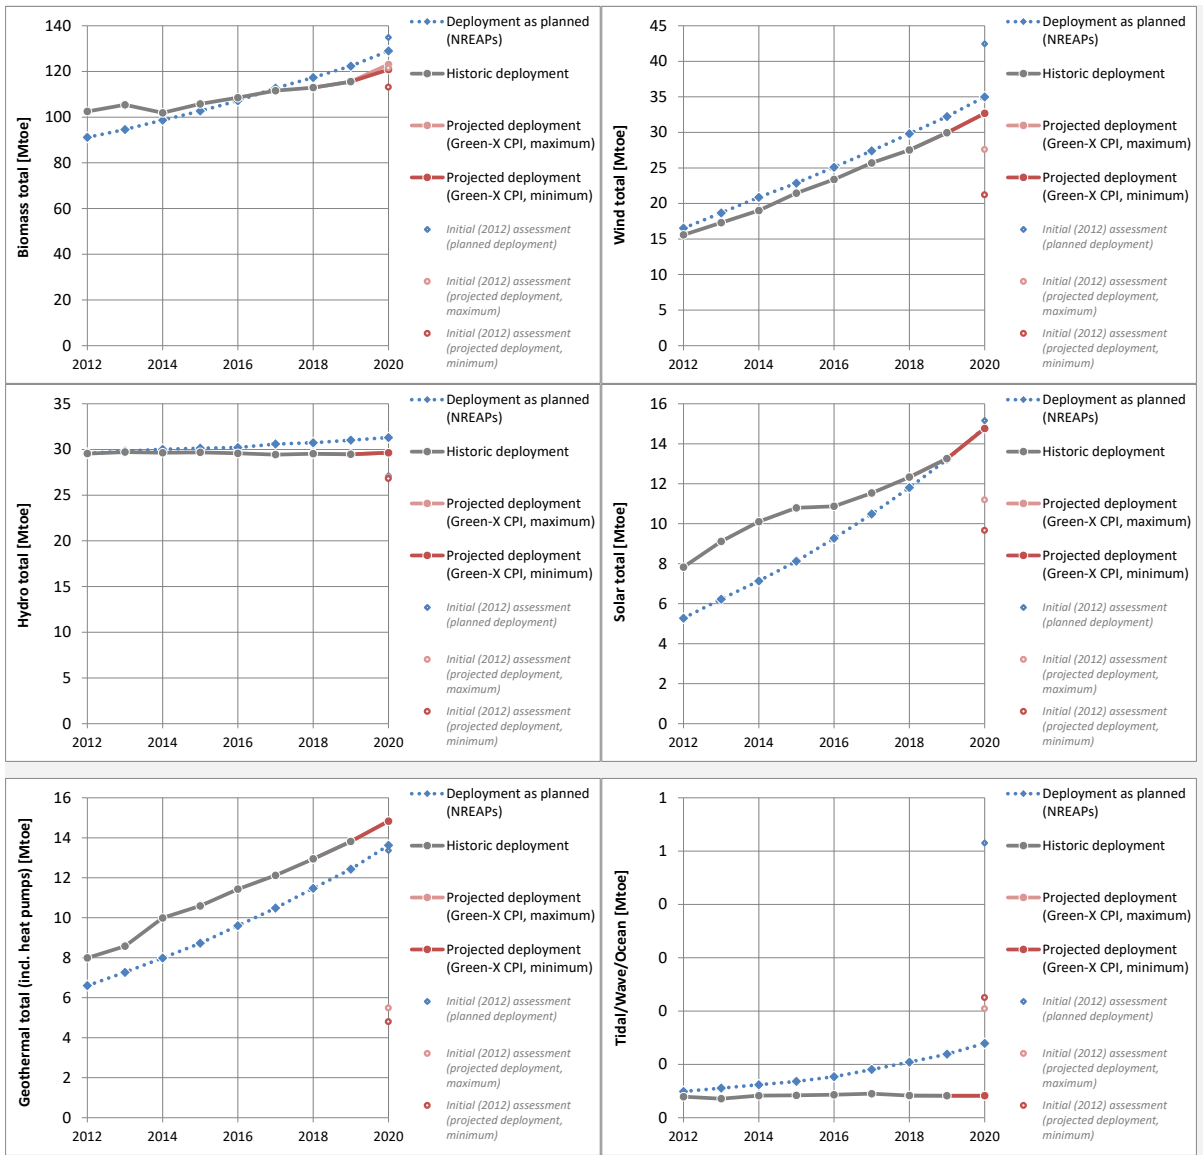 Biomass total [Mtoe]
140
120
100
80
60
40
20
0
2012 2014 2016 2018 2020
Deployment as planned
(NREAPs)
Historic deployment
Projected deployment
(Green-X CPI, maximum)
Projected deployment
(Green-X CPI, minimum)
Initial (2012) assessment
(planned deployment)
Initial (2012) assessment
(projected deployment,
maximum)
Initial (2012) assessment
(projected deployment,
minimum)
Wind total [Mtoe]
45
40
35
30
25
20
15
10
5
0
2012 2014 2016 2018 2020
Deployment as planned
(NREAPs)
Historic deployment
Projected deployment
(Green-X CPI, maximum)
Projected deployment
(Green-X CPI, minimum)
Initial (2012) assessment
(planned deployment)
Initial (2012) assessment
(projected deployment,
maximum)
Initial (2012) assessment
(projected deployment,
minimum)
Hydro total [Mtoe]
35
30
25
20
15
10
5
0
2012 2014 2016 2018 2020
Deployment as planned
(NREAPs)
Historic deployment
Projected deployment
(Green-X CPI, maximum)
Projected deployment
(Green-X CPI, minimum)
Initial (2012) assessment
(planned deployment)
Initial (2012) assessment
(projected deployment,
maximum)
Initial (2012) assessment
(projected deployment,
minimum)
Solar total [Mtoe]
16
14
12
10
8
6
4
2
0
2012 2014 2016 2018 2020
Deployment as planned
(NREAPs)
Historic deployment
Projected deployment
(Green-X CPI, maximum)
Projected deployment
(Green-X CPI, minimum)
Initial (2012) assessment
(planned deployment)
Initial (2012) assessment
(projected deployment,
maximum)
Initial (2012) assessment
(projected deployment,
minimum)
Geothermal total (incl. heat pumps) [Mtoe]
16
14
12
10
8
6
4
2
0
2012 2014 2016 2018 2020
Deployment as planned
(NREAPs)
Historic deployment
Projected deployment
(Green-X CPI, maximum)
Projected deployment
(Green-X CPI, minimum)
Initial (2012) assessment
(planned deployment)
Initial (2012) assessment
(projected deployment,
maximum)
Initial (2012) assessment
(projected deployment,
minimum)
Tidal/Wave/Ocean [Mtoe]
1
1
0
0
0
0
0
2012 2014 2016 2018 2020
Deployment as planned
(NREAPs)
Historic deployment
Projected deployment
(Green-X CPI, maximum)
Projected deployment
(Green-X CPI, minimum)
Initial (2012) assessment
(planned deployment)
Initial (2012) assessment
(projected deployment,
maximum)
Initial (2012) assessment
(projected deployment,
minimum)